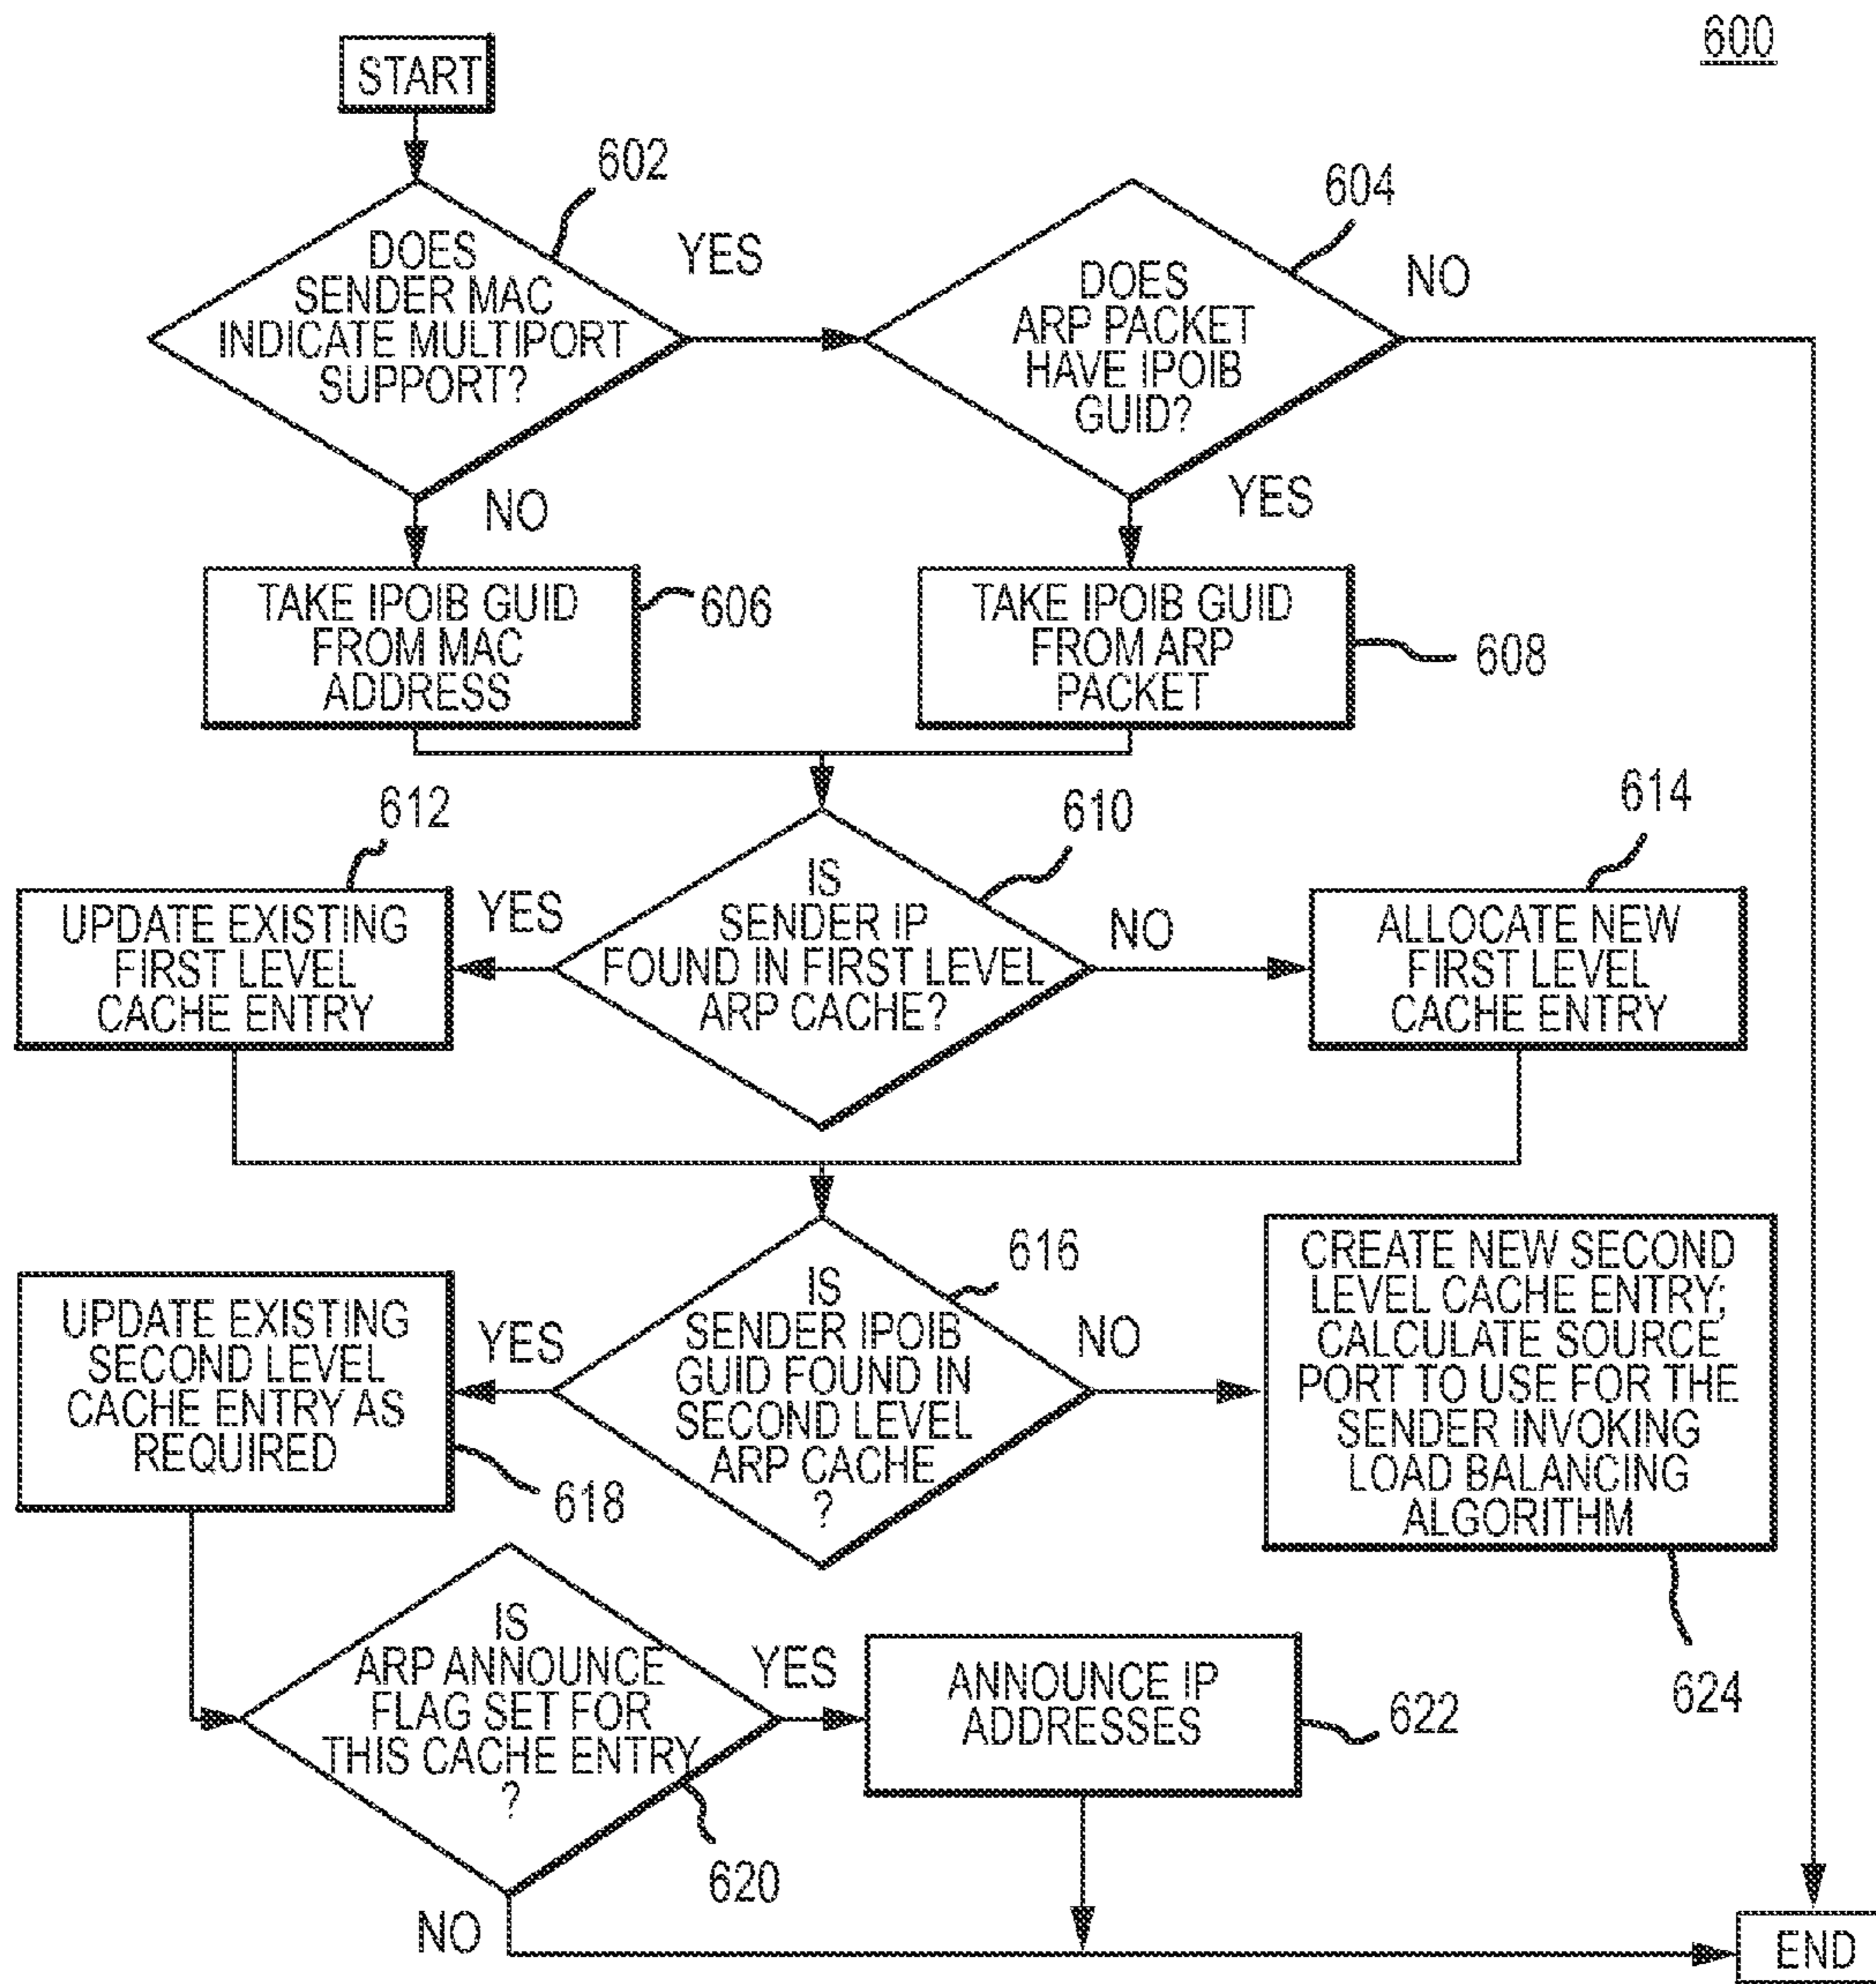 600
START
602
DOES
SENDER MAC
INDICATE MULTIPORT
SUPPORT?
YES
604
DOES
ARP PACKET
HAVE IPOIB
GUID?
NO
NO
YES
TAKE IPOIB GUID
FROM MAC
ADDRESS
606
TAKE IPOIB GUID
FROM ARP
PACKET
608
612
610
614
UPDATE EXISTING
FIRST LEVEL
CACHE ENTRY
YES
IS
SENDER IP
FOUND IN FIRST LEVEL
ARP CACHE?
NO
ALLOCATE NEW
FIRST LEVEL
CACHE ENTRY
616
UPDATE EXISTING
SECOND LEVEL
CACHE ENTRY AS
REQUIRED
618
YES
IS
SENDER IPOIB
GUID FOUND IN
SECOND LEVEL
ARP CACHE
?
NO
CREATE NEW SECOND
LEVEL CACHE ENTRY;
CALCULATE SOURCE
PORT TO USE FOR THE
SENDER INVOKING
LOAD BALANCING
ALGORITHM
624
IS
ARP ANNOUNCE
FLAG SET FOR
THIS CACHE ENTRY
?
620
YES
ANNOUNCE IP
ADDRESSES
622
NO
END